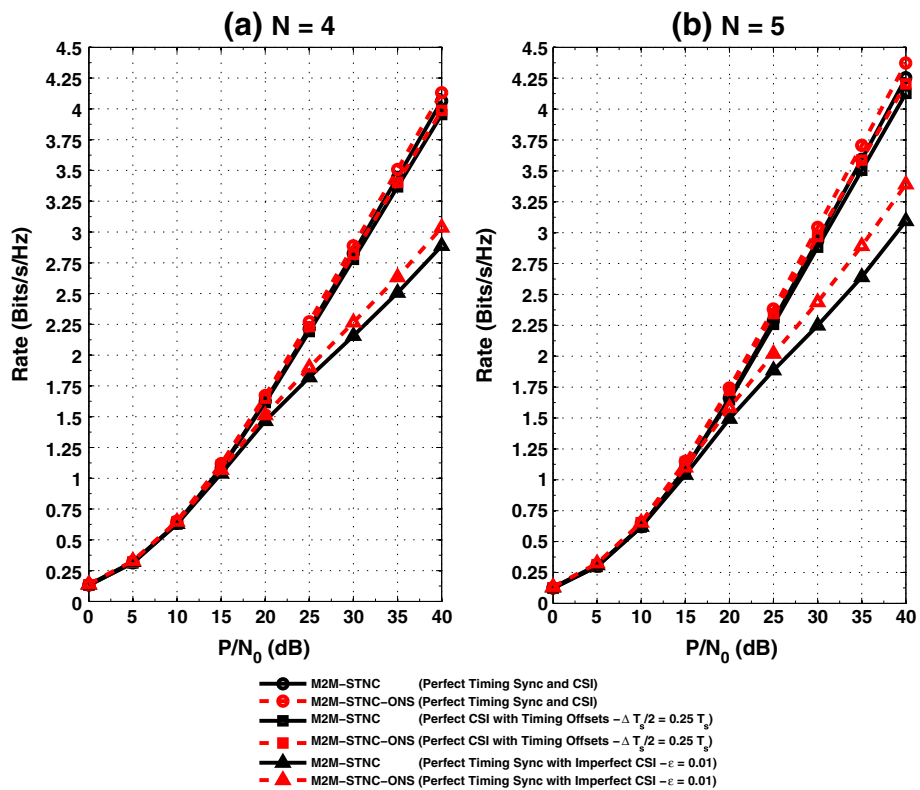 (a) N = 4
(b) N = 5
4.5
4.25
4
3.75
3.5
3.25
3
2.75
2.5
2.25
2
1.75
1.5
1.25
1
0.75
0.5
0.25
0
Rate (Bits/s/Hz)
0 5 10 15 20 25 30 35 40
P/N0 (dB)
4.5
4.25
4
3.75
3.5
3.25
3
2.75
2.5
2.25
2
1.75
1.5
1.25
1
0.75
0.5
0.25
0
Rate (Bits/s/Hz)
0 5 10 15 20 25 30 35 40
P/N0 (dB)
M2M−STNC (Perfect Timing Sync and CSI)
M2M−STNC−ONS (Perfect Timing Sync and CSI)
M2M−STNC (Perfect CSI with Timing Offsets −Δ Ts/2 = 0.25 Ts)
M2M−STNC−ONS (Perfect CSI with Timing Offsets −Δ Ts/2 = 0.25 Ts)
M2M−STNC (Perfect Timing Sync with Imperfect CSI −ε = 0.01)
M2M−STNC−ONS (Perfect Timing Sync with Imperfect CSI −ε = 0.01)